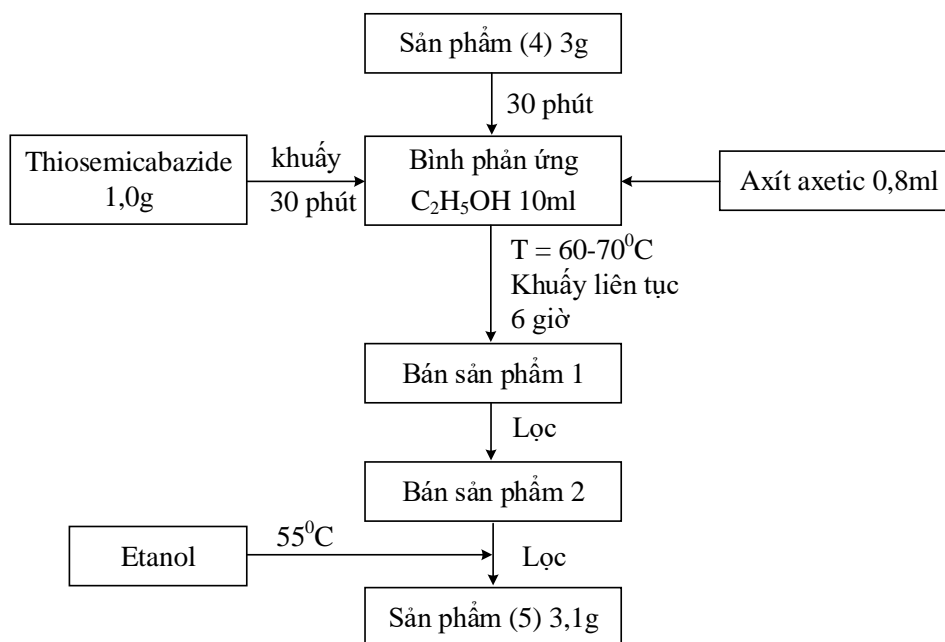 Sản phẩm (4) 3g
30 phút
Thiosemicabazide
1,0g
khuấy
30 phút
Bình phản ứng
C₂H₅OH 10ml
Axít axetic 0,8ml
T = 60-70⁰C
Khuấy liên tục
6 giờ
Bán sản phẩm 1
Lọc
Bán sản phẩm 2
Etanol
55⁰C
Lọc
Sản phẩm (5) 3,1g